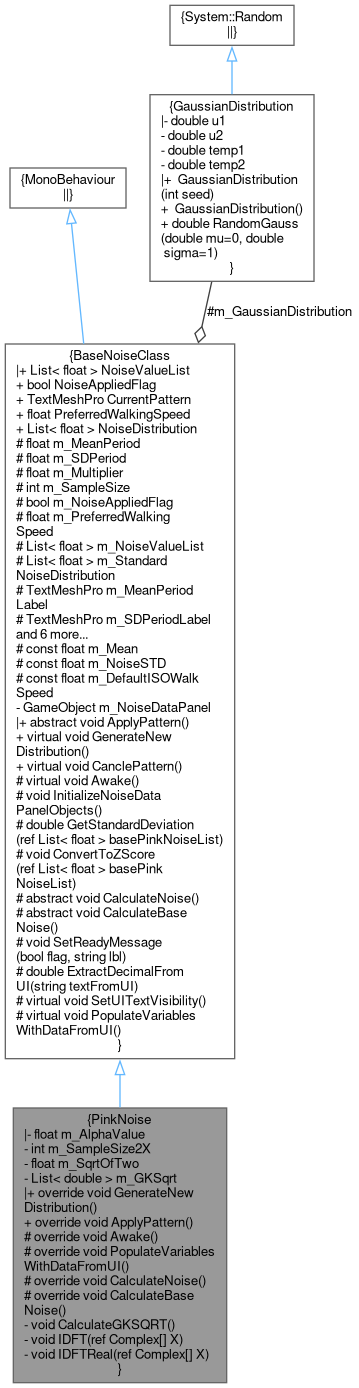 {System::Random
||}
{GaussianDistribution
|- double u1
- double u2
- double temp1
- double temp2
|+  GaussianDistribution
(int seed)
+  GaussianDistribution()
+ double RandomGauss
(double mu=0, double
 sigma=1)
}
{MonoBehaviour
||}
#m_GaussianDistribution
{BaseNoiseClass
|+ List< float > NoiseValueList
+ bool NoiseAppliedFlag
+ TextMeshPro CurrentPattern
+ float PreferredWalkingSpeed
+ List< float > NoiseDistribution
# float m_MeanPeriod
# float m_SDPeriod
# float m_Multiplier
# int m_SampleSize
# bool m_NoiseAppliedFlag
# float m_PreferredWalking
Speed
# List< float > m_NoiseValueList
# List< float > m_Standard
NoiseDistribution
# TextMeshPro m_MeanPeriod
Label
# TextMeshPro m_SDPeriodLabel
and 6 more...
# const float m_Mean
# const float m_NoiseSTD
# const float m_DefaultISOWalk
Speed
- GameObject m_NoiseDataPanel
|+ abstract void ApplyPattern()
+ virtual void GenerateNew
Distribution()
+ virtual void CanclePattern()
# virtual void Awake()
# void InitializeNoiseData
PanelObjects()
# double GetStandardDeviation
(ref List< float > basePinkNoiseList)
# void ConvertToZScore
(ref List< float > basePink
NoiseList)
# abstract void CalculateNoise()
# abstract void CalculateBase
Noise()
# void SetReadyMessage
(bool flag, string lbl)
# double ExtractDecimalFrom
UI(string textFromUI)
# virtual void SetUITextVisibility()
# virtual void PopulateVariables
WithDataFromUI()
}
{PinkNoise
|- float m_AlphaValue
- int m_SampleSize2X
- float m_SqrtOfTwo
- List< double > m_GKSqrt
|+ override void GenerateNew
Distribution()
+ override void ApplyPattern()
# override void Awake()
# override void PopulateVariables
WithDataFromUI()
# override void CalculateNoise()
# override void CalculateBase
Noise()
- void CalculateGKSQRT()
- void IDFT(ref Complex[] X)
- void IDFTReal(ref Complex[] X)
}